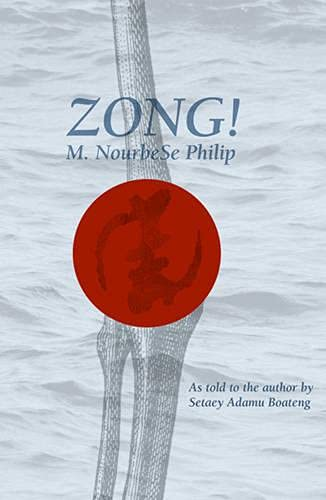 ZONG!
M. NourbeSe Philip
As told to the author by
Setaey Adamu Boateng